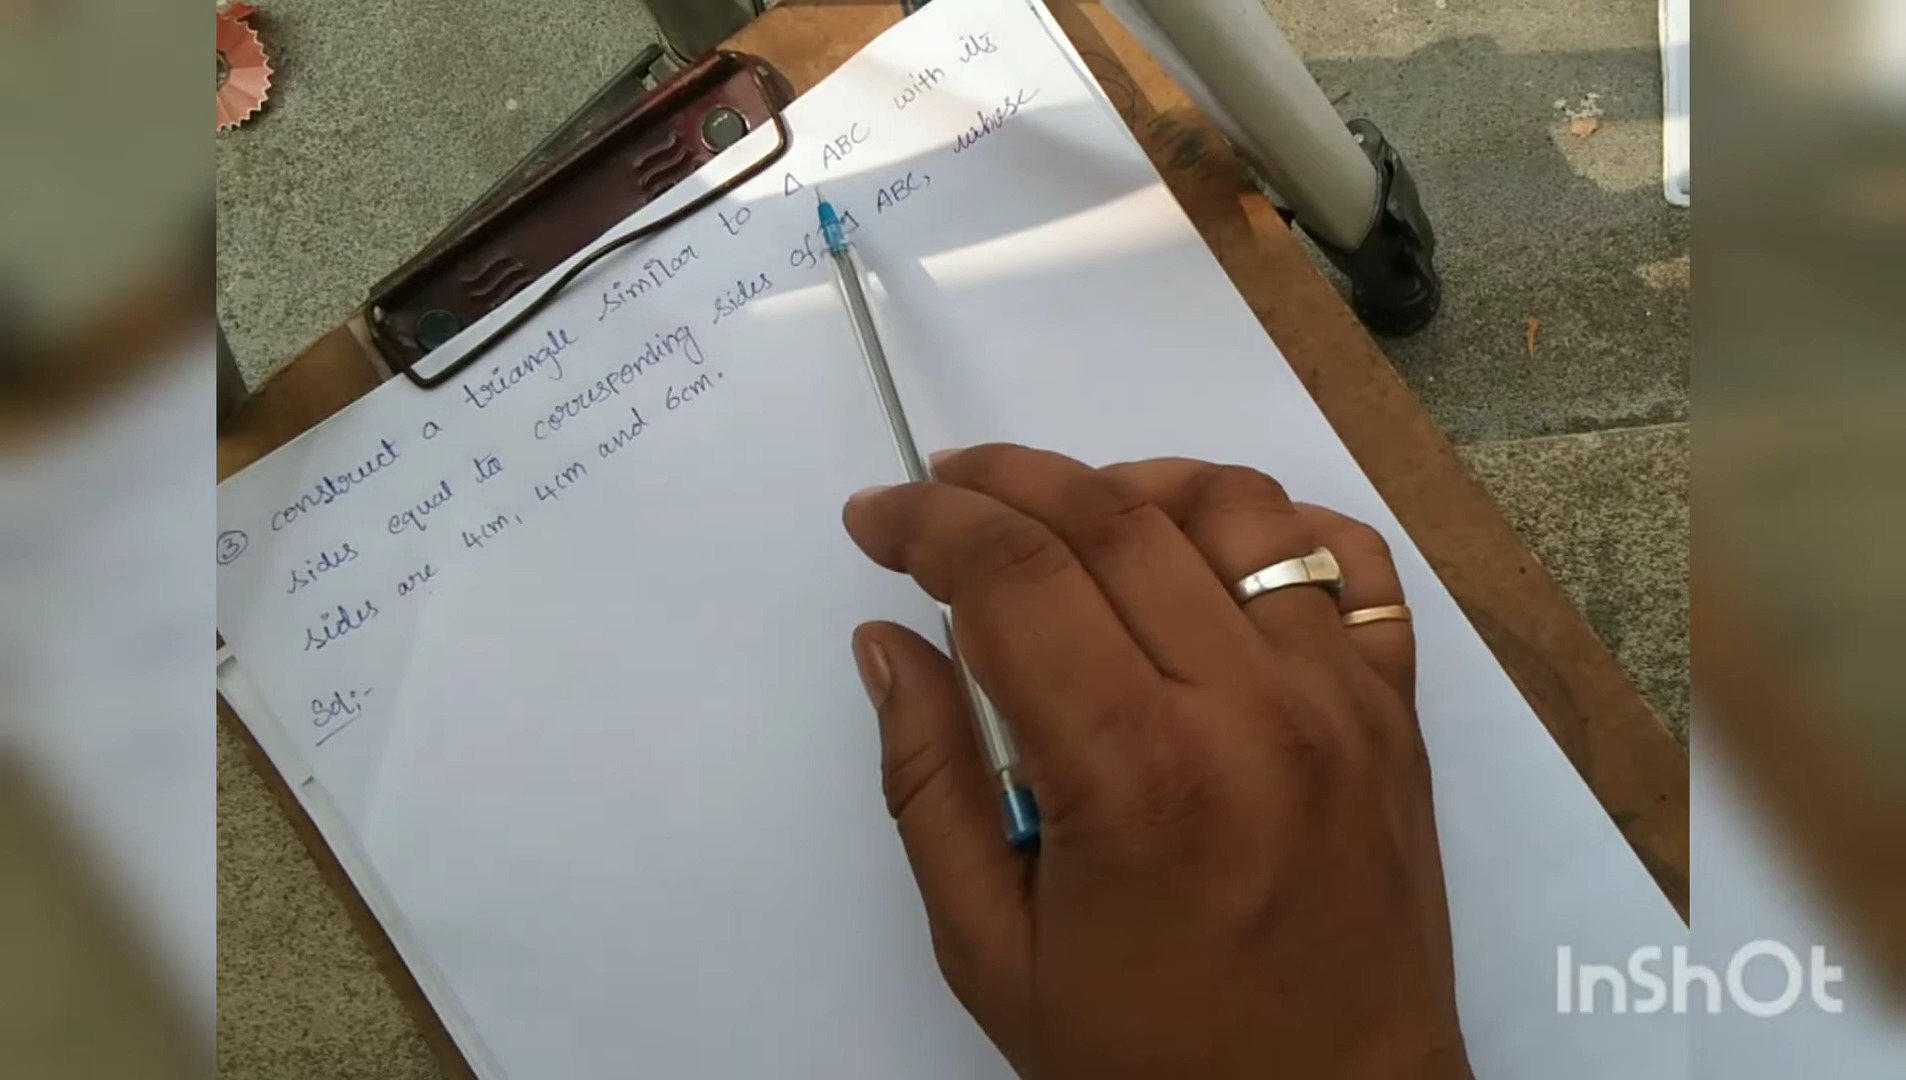 ③ construct a triangle similar to Δ ABC with its
sides equal to corresponding sides of ABC, whose
sides are 4cm, 4cm and 6cm.
Sol:-
InShOt